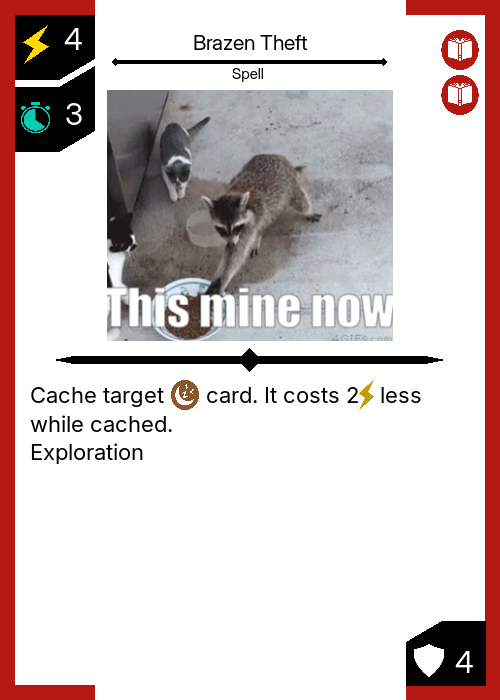 4
Brazen Theft
Spell
3
This mine now
4GIFs.com
Cache target card. It costs 2 less
while cached.
Exploration
4